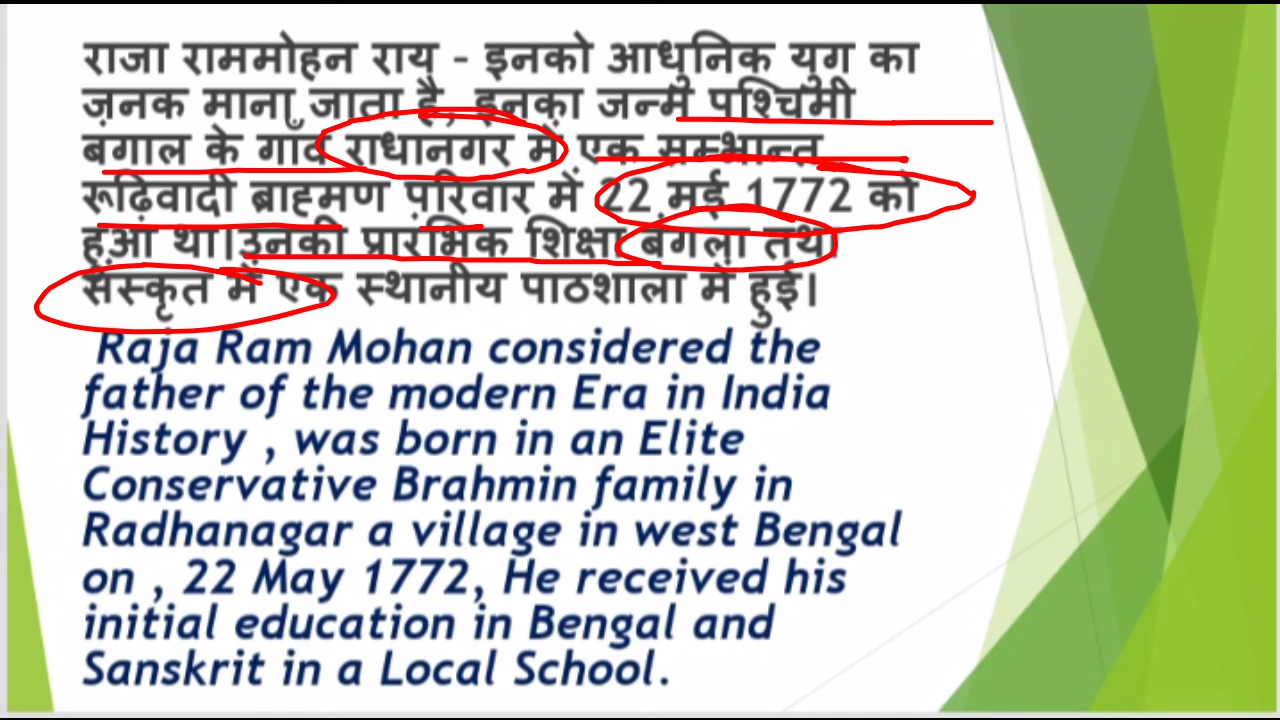 राजा राममोहन राय - इनको आधुनिक युग का
जनक माना जाता है, इनका जन्म पश्चिमी
बंगाल के गाँव राधानगर में एक सम्भ्रान्त
रूढ़िवादी ब्राह्मण परिवार में 22 मई 1772 को
हुआ था।उनकी प्रारंभिक शिक्षा बंगला तथा
संस्कृत में एक स्थानीय पाठशाला में हुई।
Raja Ram Mohan considered the
father of the modern Era in India
History , was born in an Elite
Conservative Brahmin family in
Radhanagar a village in west Bengal
on , 22 May 1772, He received his
initial education in Bengal and
Sanskrit in a Local School.